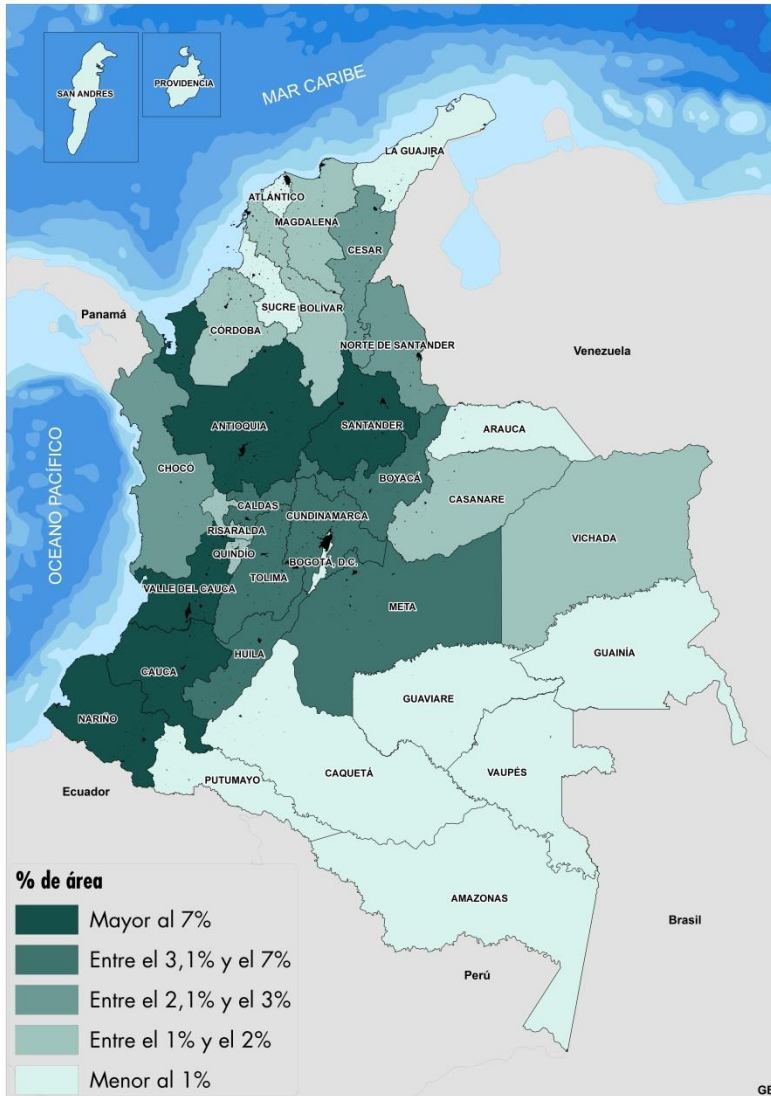 SAN ANDRES
PROVIDENCIA
MAR CARIBE
LA GUAJIRA
ATLÁNTICO
MAGDALENA
CESAR
SUCRE
BOLÍVAR
CÓRDOBA
Panamá
NORTE DE SANTANDER
Venezuela
ANTIOQUIA
SANTANDER
ARAUCA
OCEANO PACÍFICO
CHOCÓ
BOYACÁ
CASANARE
CALDAS
CUNDINAMARCA
RISARALDA
VICHADA
QUINDÍO
BOGOTÁ, D.C.
TOLIMA
VALLE DEL CAUCA
META
GUAINÍA
HUILA
CAUCA
GUAVIARE
NARIÑO
PUTUMAYO
CAQUETÁ
VAUPÉS
Ecuador
AMAZONAS
Brasil
Perú
% de área
Mayor al 7%
Entre el 3,1% y el 7%
Entre el 2,1% y el 3%
Entre el 1% y el 2%
Menor al 1%
GE